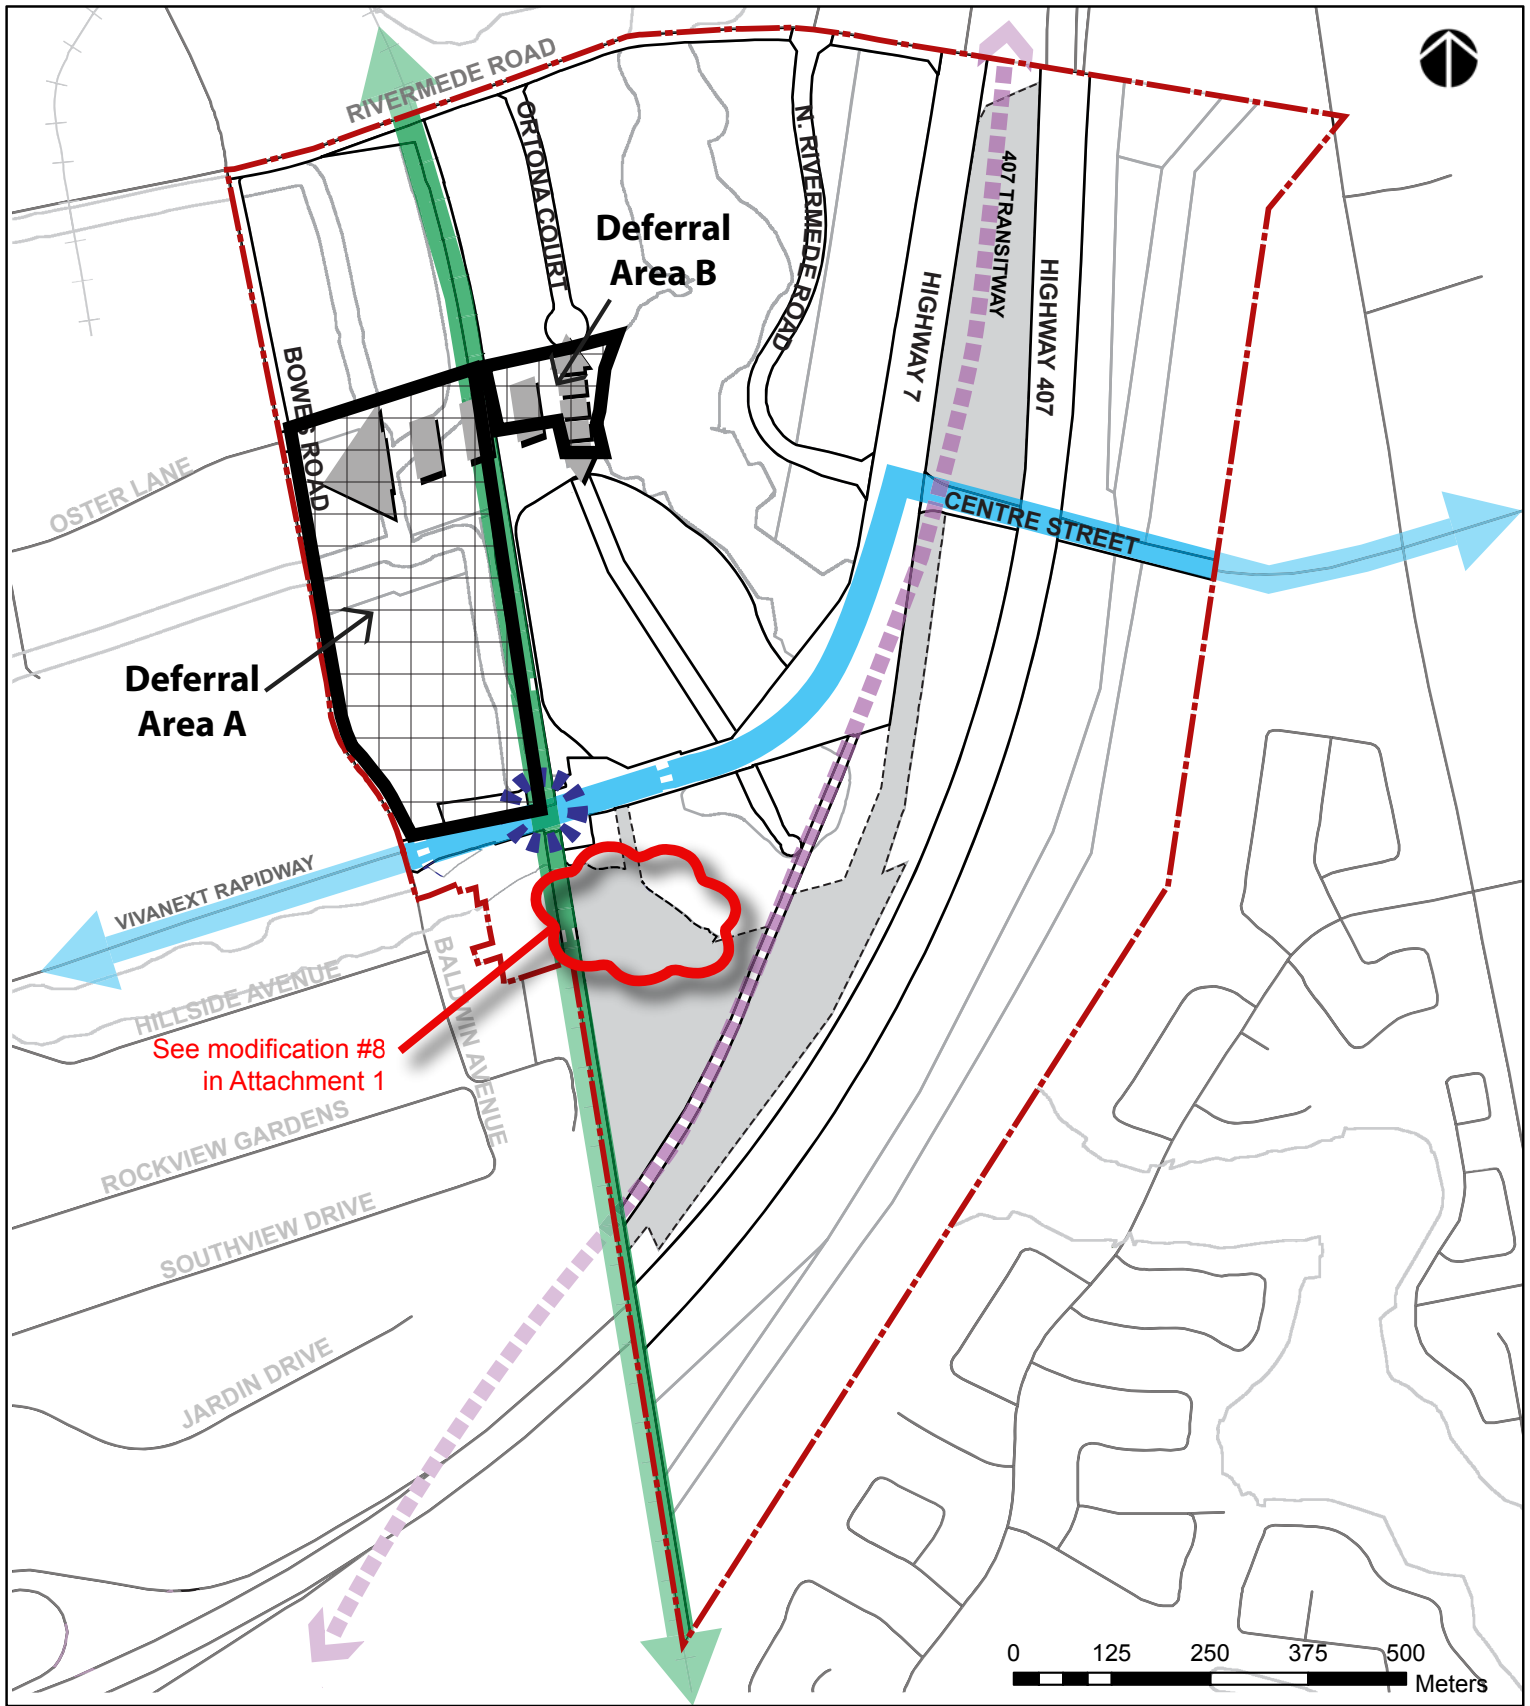 RIVERMEDE ROAD
ORTONA COURT
N. RIVERMEDE ROAD
407 TRANSITWAY
Deferral
Area B
HIGHWAY 7
HIGHWAY 407
BOWES ROAD
OSTER LANE
CENTRE STREET
Deferral
Area A
VIVANEXT RAPIDWAY
HILLSIDE AVENUE
BALDWIN AVENUE
See modification #8
in Attachment 1
ROCKVIEW GARDENS
SOUTHVIEW DRIVE
JARDIN DRIVE
0 125 250 375 500
Meters